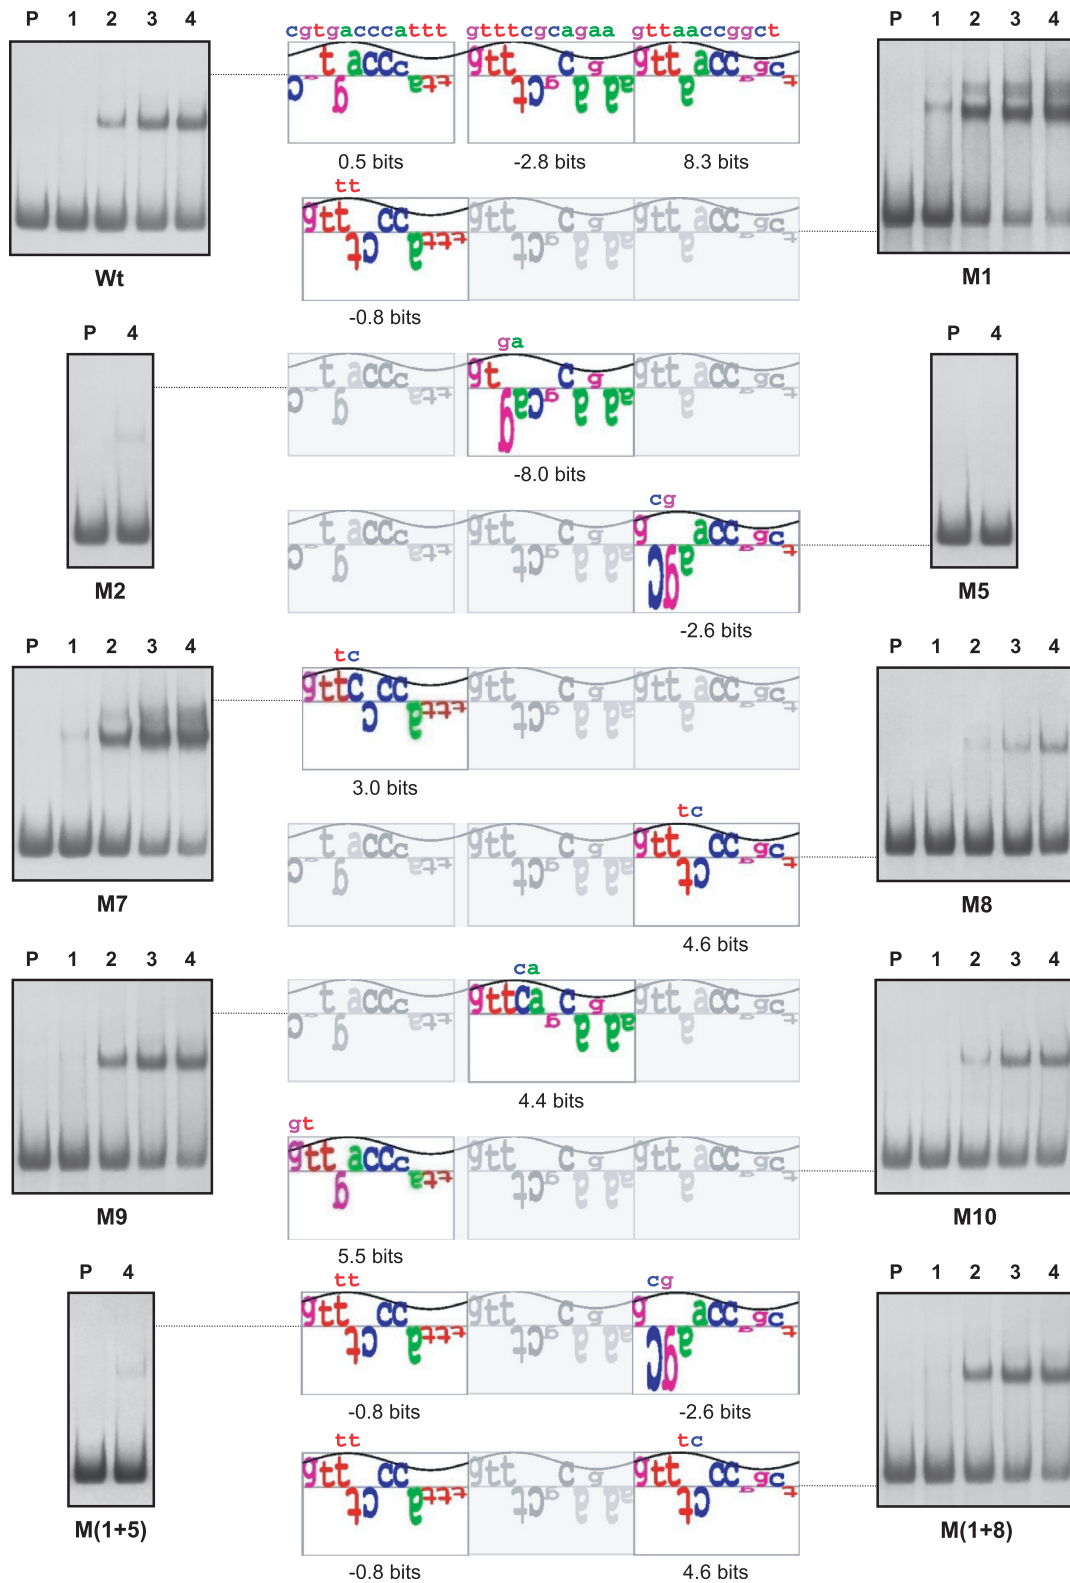 P 1 2 3 4
cgtgacccattt gtttcgcagaa gttaaccggct
P 1 2 3 4
Wt
0.5 bits
-2.8 bits
8.3 bits
M1
tt
-0.8 bits
P 4
M2
ga
-8.0 bits
P 4
M5
cg
-2.6 bits
P 1 2 3 4
M7
tc
3.0 bits
P 1 2 3 4
M8
tc
4.6 bits
P 1 2 3 4
M9
ca
4.4 bits
P 1 2 3 4
M10
gt
5.5 bits
P 4
M(1+5)
tt
cg
-0.8 bits
-2.6 bits
P 1 2 3 4
M(1+8)
tt
tc
-0.8 bits
4.6 bits